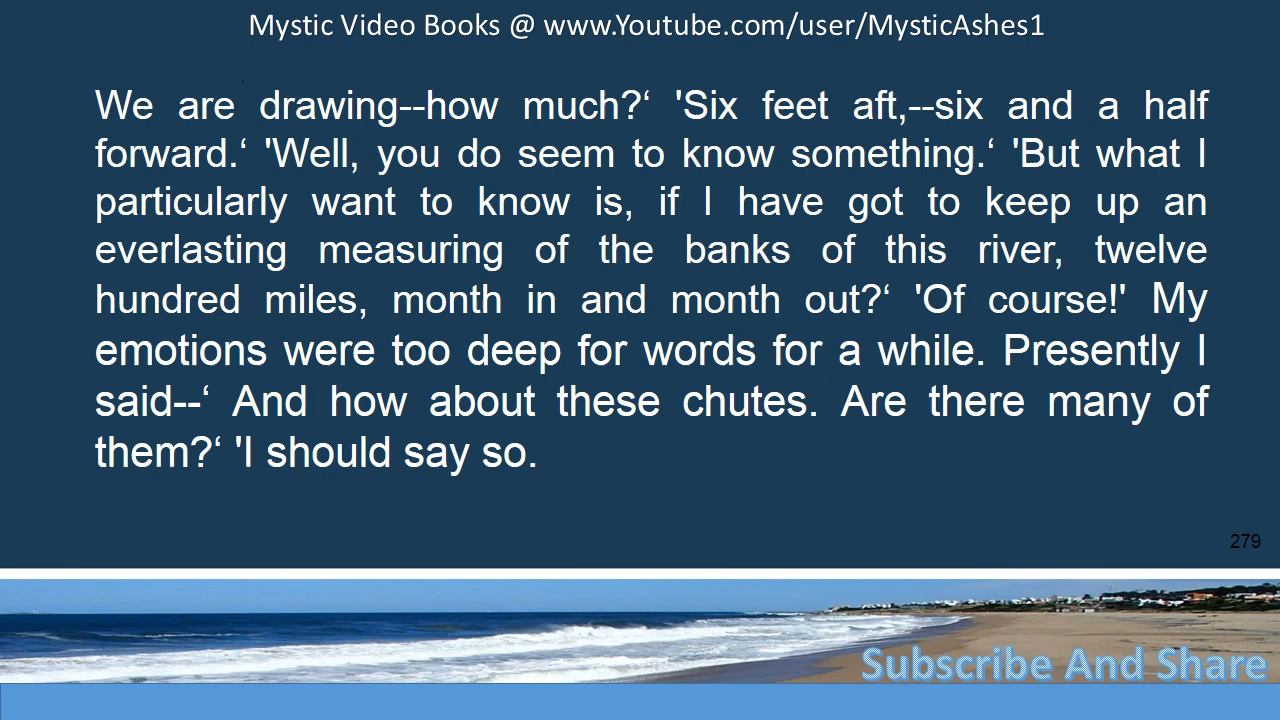 Mystic Video Books @ www.Youtube.com/user/MysticAshes1
We are drawing--how much?‘ 'Six feet aft,--six and a half
forward.‘ 'Well, you do seem to know something.‘ 'But what I
particularly want to know is, if I have got to keep up an
everlasting measuring of the banks of this river, twelve
hundred miles, month in and month out?‘ 'Of course!' My
emotions were too deep for words for a while. Presently I
said--‘ And how about these chutes. Are there many of
them?‘ 'I should say so.
279
Subscribe And Share